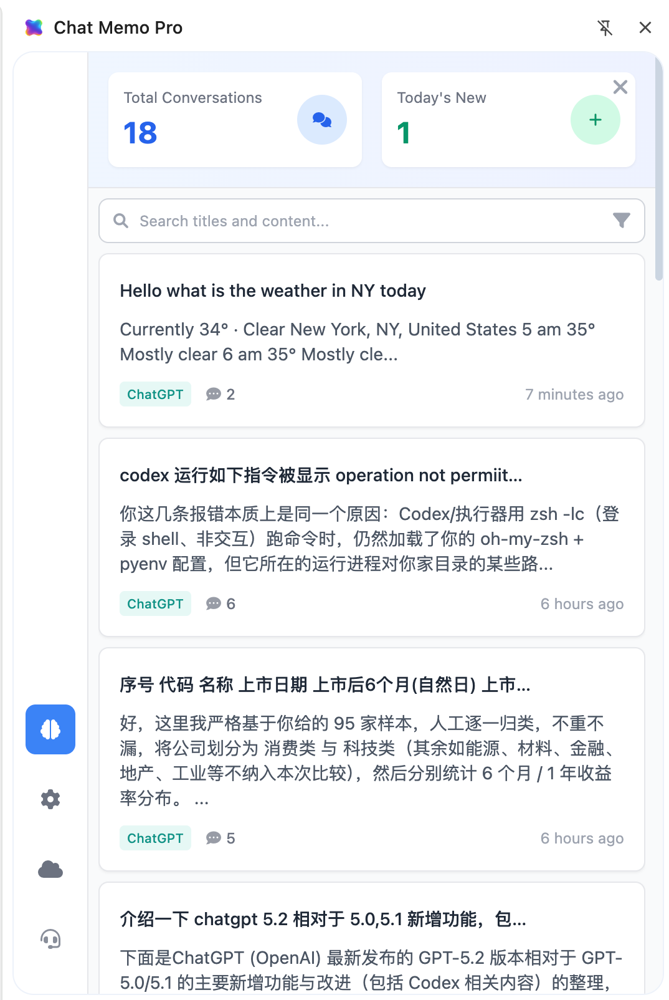 Chat Memo Pro
Total Conversations
18
Today's New
1
Search titles and content...
Hello what is the weather in NY today
Currently 34° · Clear New York, NY, United States 5 am 35°
Mostly clear 6 am 35° Mostly cle...
ChatGPT 2 7 minutes ago
codex 运行如下指令被显示 operation not permiit...
你这几条报错本质上是同一个原因：Codex/执行器用 zsh -lc（登
录 shell、非交互）跑命令时，仍然加载了你的 oh-my-zsh +
pyenv 配置，但它所在的运行进程对你家目录的某些路...
ChatGPT 6 6 hours ago
序号 代码 名称 上市日期 上市后6个月(自然日) 上市...
好，这里我严格基于你给的 95 家样本，人工逐一归类，不重不
漏，将公司划分为 消费类 与 科技类（其余如能源、材料、金融、
地产、工业等不纳入本次比较），然后分别统计 6 个月 / 1 年收益
率分布。 ...
ChatGPT 5 6 hours ago
介绍一下 chatgpt 5.2 相对于 5.0,5.1 新增功能，包...
下面是ChatGPT (OpenAI) 最新发布的 GPT-5.2 版本相对于 GPT-
5.0/5.1 的主要新增功能与改进（包括 Codex 相关内容）的整理，